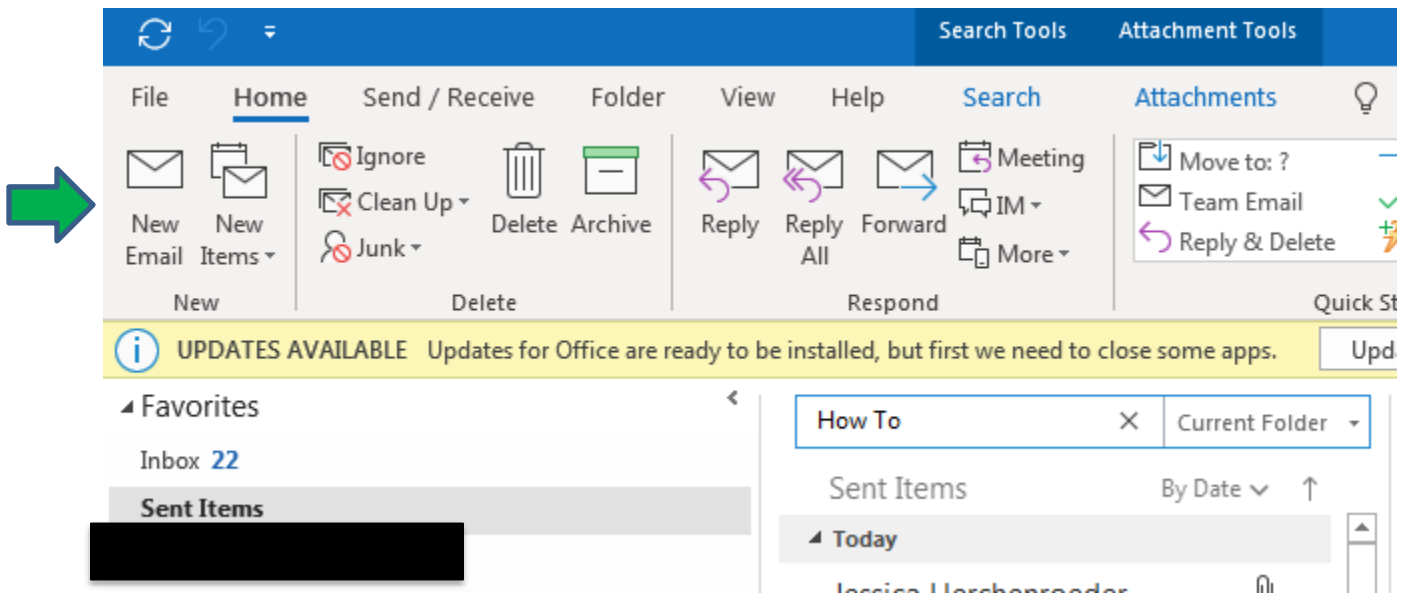 Search Tools Attachment Tools
File Home Send / Receive Folder View Help Search Attachments
New Email
New Items
Ignore
Clean Up
Junk
Delete Archive
Reply
Reply All
Forward
Meeting
IM
More
Move to: ?
Team Email
Reply & Delete
New Delete Respond Quick
UPDATES AVAILABLE Updates for Office are ready to be installed, but first we need to close some apps.
Favorites
Inbox 22
Sent Items
How To Current Folder
Sent Items By Date
Today